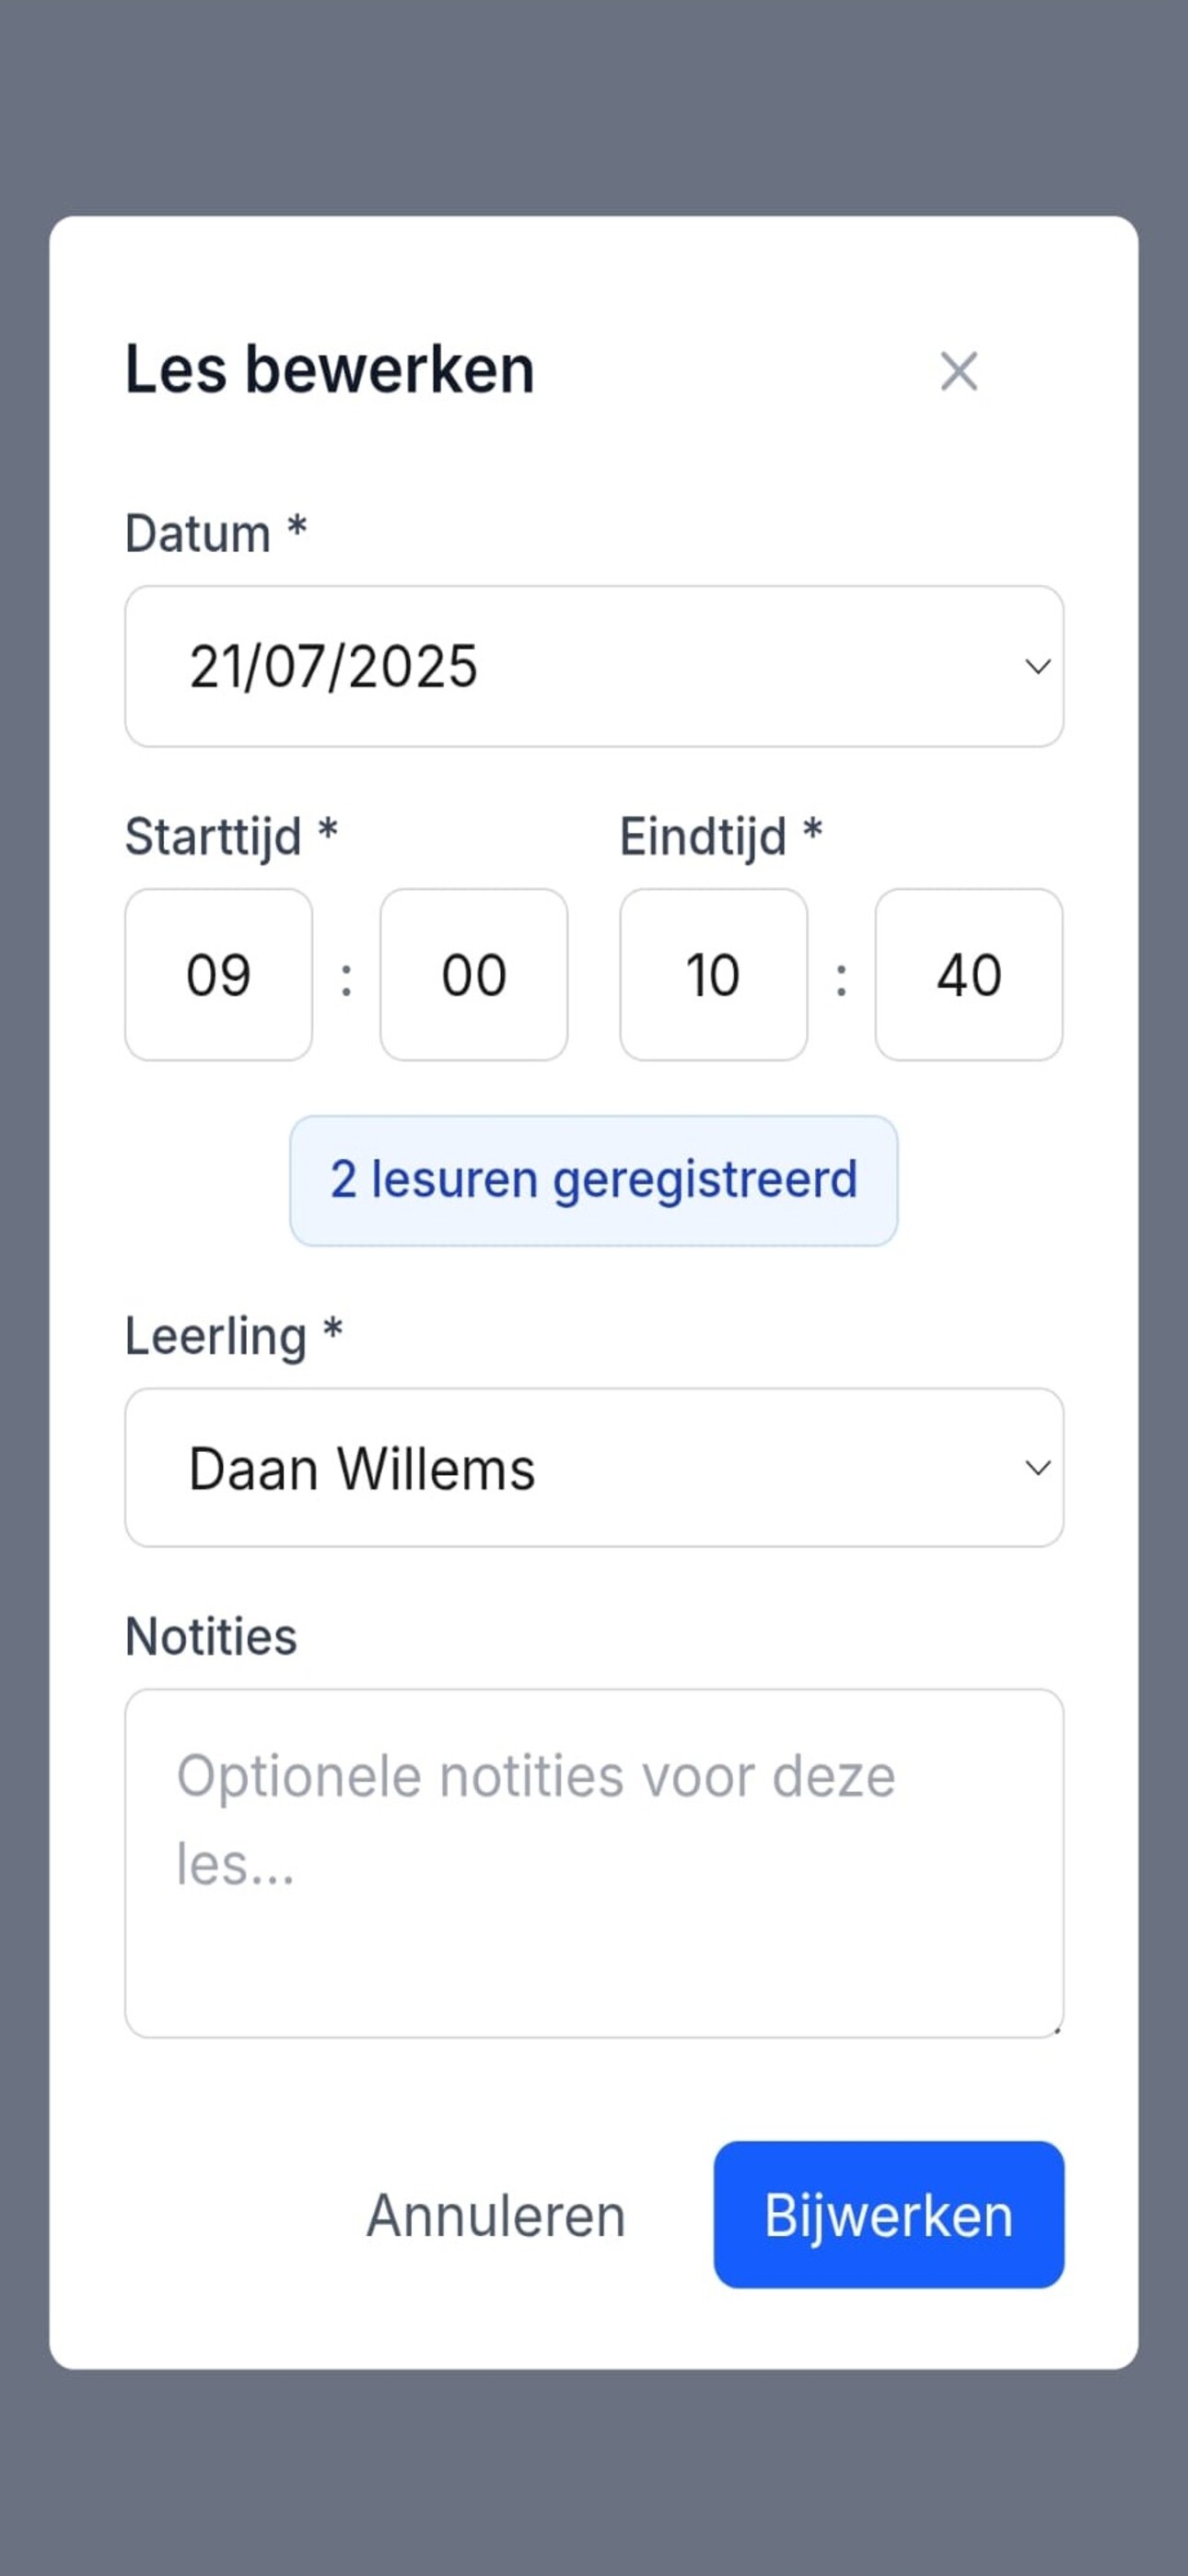 Les bewerken
Datum *
21/07/2025
Starttijd * Eindtijd *
09 : 00 10 : 40
2 lesuren geregistreerd
Leerling *
Daan Willems
Notities
Optionele notities voor deze
les...
Annuleren Bijwerken